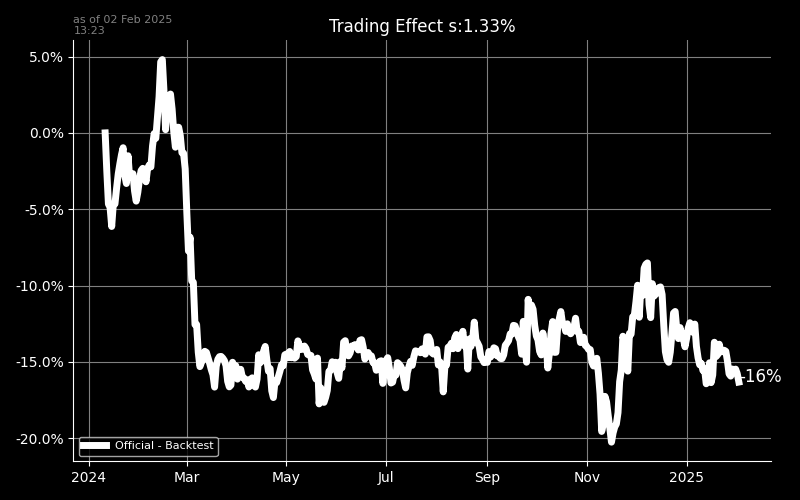 as of 02 Feb 2025
13:23
Trading Effect s:1.33%
5.0%
0.0%
-5.0%
-10.0%
-15.0%
-20.0%
-16%
Official - Backtest
2024
Mar
May
Jul
Sep
Nov
2025